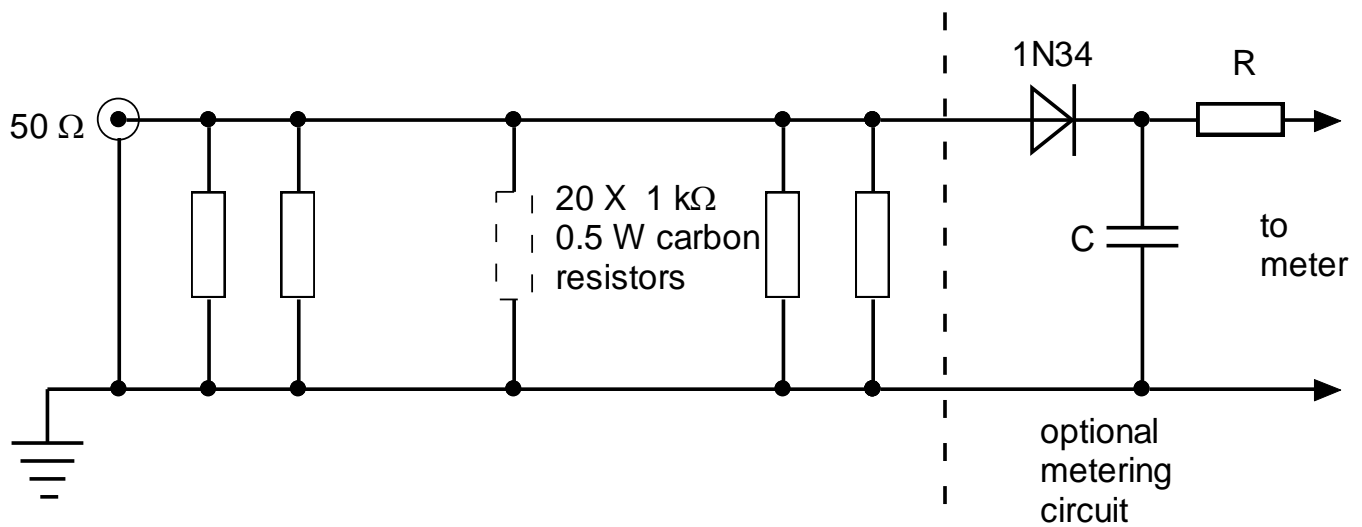 1N34
R
50 Ω
20 X 1 kΩ
0.5 W carbon
resistors
C
to
meter
optional
metering
circuit